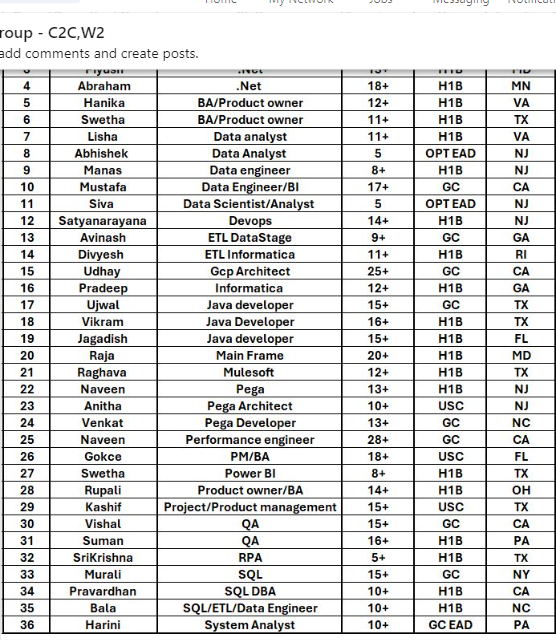 Home My Network Jobs Messaging Notificati
roup - C2C,W2
add comments and create posts.
3 Piyush .Net 15+ H1B MD
4 Abraham .Net 18+ H1B MN
5 Hanika BA/Product owner 12+ H1B VA
6 Swetha BA/Product owner 11+ H1B TX
7 Lisha Data analyst 11+ H1B VA
8 Abhishek Data Analyst 5 OPT EAD NJ
9 Manas Data engineer 8+ H1B NJ
10 Mustafa Data Engineer/BI 17+ GC CA
11 Siva Data Scientist/Analyst 5 OPT EAD NJ
12 Satyanarayana Devops 14+ H1B NJ
13 Avinash ETL DataStage 9+ GC GA
14 Divyesh ETL Informatica 11+ H1B RI
15 Udhay Gcp Architect 25+ GC CA
16 Pradeep Informatica 12+ H1B GA
17 Ujwal Java developer 15+ GC TX
18 Vikram Java Developer 16+ H1B TX
19 Jagadish Java developer 15+ H1B FL
20 Raja Main Frame 20+ H1B MD
21 Raghava Mulesoft 12+ H1B TX
22 Naveen Pega 13+ H1B NJ
23 Anitha Pega Architect 10+ USC NJ
24 Venkat Pega Developer 13+ GC NC
25 Naveen Performance engineer 28+ GC CA
26 Gokce PM/BA 18+ USC FL
27 Swetha Power BI 8+ H1B TX
28 Rupali Product owner/BA 14+ H1B OH
29 Kashif Project/Product management 15+ USC TX
30 Vishal QA 15+ GC CA
31 Suman QA 16+ H1B PA
32 SriKrishna RPA 5+ H1B TX
33 Murali SQL 15+ GC NY
34 Pravardhan SQL DBA 10+ H1B CA
35 Bala SQL/ETL/Data Engineer 10+ H1B NC
36 Harini System Analyst 10+ GC EAD PA